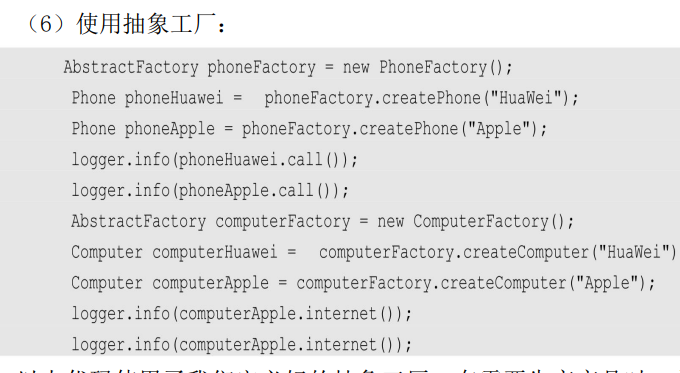 （6）使用抽象工厂：
AbstractFactory phoneFactory = new PhoneFactory();
Phone phoneHuawei = phoneFactory.createPhone("HuaWei");
Phone phoneApple = phoneFactory.createPhone("Apple");
logger.info(phoneHuawei.call());
logger.info(phoneApple.call());
AbstractFactory computerFactory = new ComputerFactory();
Computer computerHuawei = computerFactory.createComputer("HuaWei")
Computer computerApple = computerFactory.createComputer("Apple");
logger.info(computerApple.internet());
logger.info(computerApple.internet());